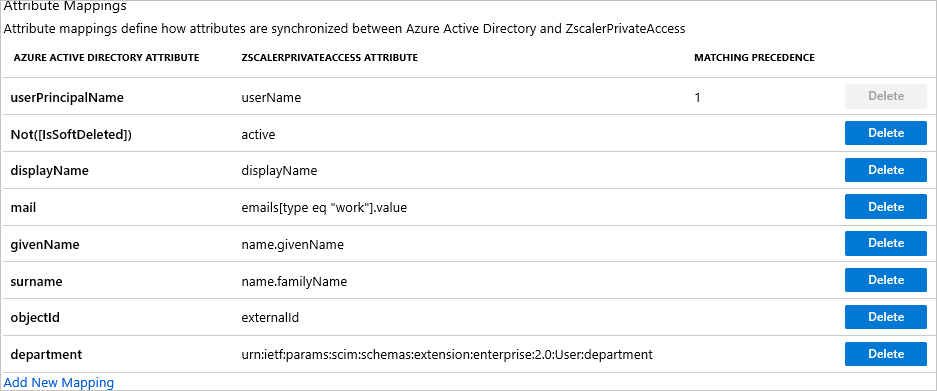 Attribute Mappings
Attribute mappings define how attributes are synchronized between Azure Active Directory and ZscalerPrivateAccess
AZURE ACTIVE DIRECTORY ATTRIBUTE ZSCALERPRIVATEACCESS ATTRIBUTE MATCHING PRECEDENCE
userPrincipalName userName 1 Delete
Not([IsSoftDeleted]) active Delete
displayName displayName Delete
mail emails[type eq "work"].value Delete
givenName name.givenName Delete
surname name.familyName Delete
objectId externalId Delete
department urn:ietf:params:scim:schemas:extension:enterprise:2.0:User:department Delete
Add New Mapping